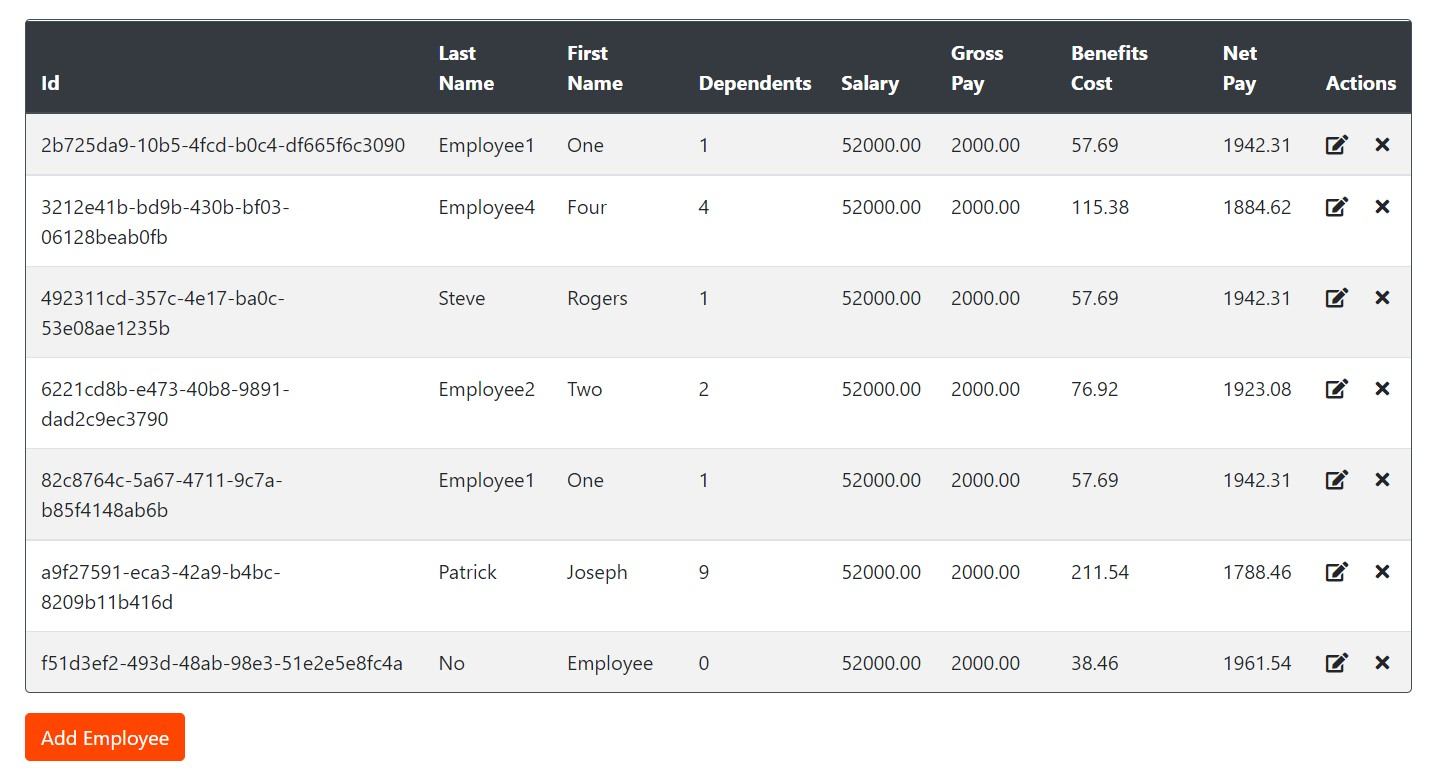 Id Last Name First Name Dependents Salary Gross Pay Benefits Cost Net Pay Actions
2b725da9-10b5-4fcd-b0c4-df665f6c3090 Employee1 One 1 52000.00 2000.00 57.69 1942.31
3212e41b-bd9b-430b-bf03- Employee4 Four 4 52000.00 2000.00 115.38 1884.62
06128beab0fb
492311cd-357c-4e17-ba0c- Steve Rogers 1 52000.00 2000.00 57.69 1942.31
53e08ae1235b
6221cd8b-e473-40b8-9891- Employee2 Two 2 52000.00 2000.00 76.92 1923.08
dad2c9ec3790
82c8764c-5a67-4711-9c7a- Employee1 One 1 52000.00 2000.00 57.69 1942.31
b85f4148ab6b
a9f27591-eca3-42a9-b4bc- Patrick Joseph 9 52000.00 2000.00 211.54 1788.46
8209b11b416d
f51d3ef2-493d-48ab-98e3-51e2e5e8fc4a No Employee 0 52000.00 2000.00 38.46 1961.54
Add Employee